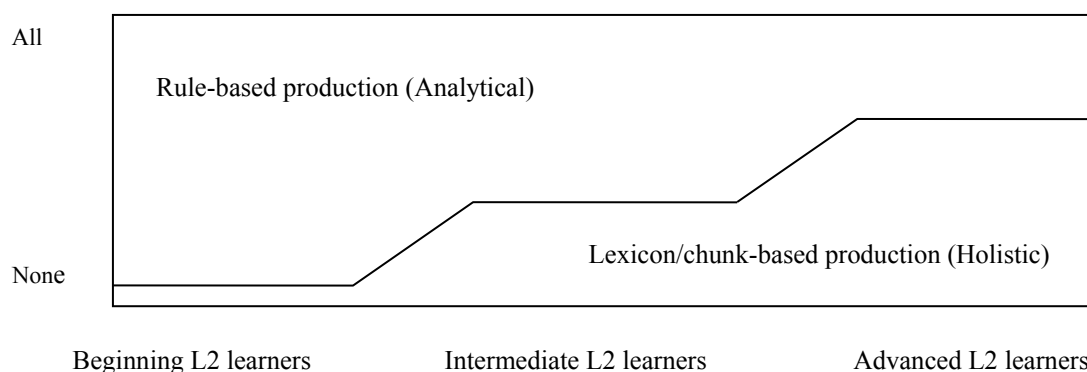 All
Rule-based production (Analytical)
Lexicon/chunk-based production (Holistic)
None
Beginning L2 learners
Intermediate L2 learners
Advanced L2 learners